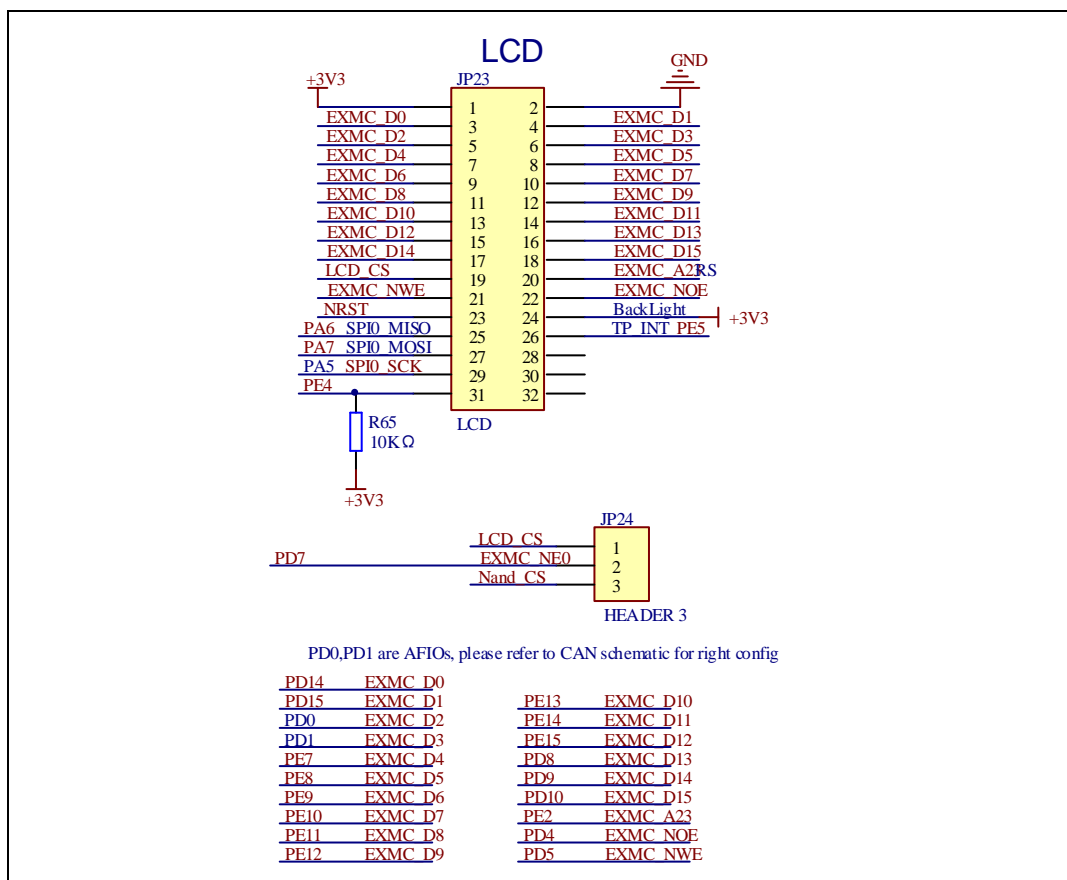 LCD
+3V3 JP23 GND
1 2
EXMC_D0 3 4 EXMC_D1
EXMC_D2 5 6 EXMC_D3
EXMC_D4 7 8 EXMC_D5
EXMC_D6 9 10 EXMC_D7
EXMC_D8 11 12 EXMC_D9
EXMC_D10 13 14 EXMC_D11
EXMC_D12 15 16 EXMC_D13
EXMC_D14 17 18 EXMC_D15
LCD_CS 19 20 EXMC_A23 RS
EXMC_NWE 21 22 EXMC_NOE
NRST 23 24 BackLight +3V3
PA6 SPI0_MISO 25 26 TP_INT PE5
PA7 SPI0_MOSI 27 28
PA5 SPI0_SCK 29 30
PE4 31 32
R65 LCD
10KΩ
+3V3
JP24
LCD_CS 1
PD7 EXMC_NE0 2
Nand_CS 3
HEADER 3
PD0,PD1 are AFIOs, please refer to CAN schematic for right config
PD14 EXMC_D0
PD15 EXMC_D1 PE13 EXMC_D10
PD0 EXMC_D2 PE14 EXMC_D11
PD1 EXMC_D3 PE15 EXMC_D12
PE7 EXMC_D4 PD8 EXMC_D13
PE8 EXMC_D5 PD9 EXMC_D14
PE9 EXMC_D6 PD10 EXMC_D15
PE10 EXMC_D7 PE2 EXMC_A23
PE11 EXMC_D8 PD4 EXMC_NOE
PE12 EXMC_D9 PD5 EXMC_NWE